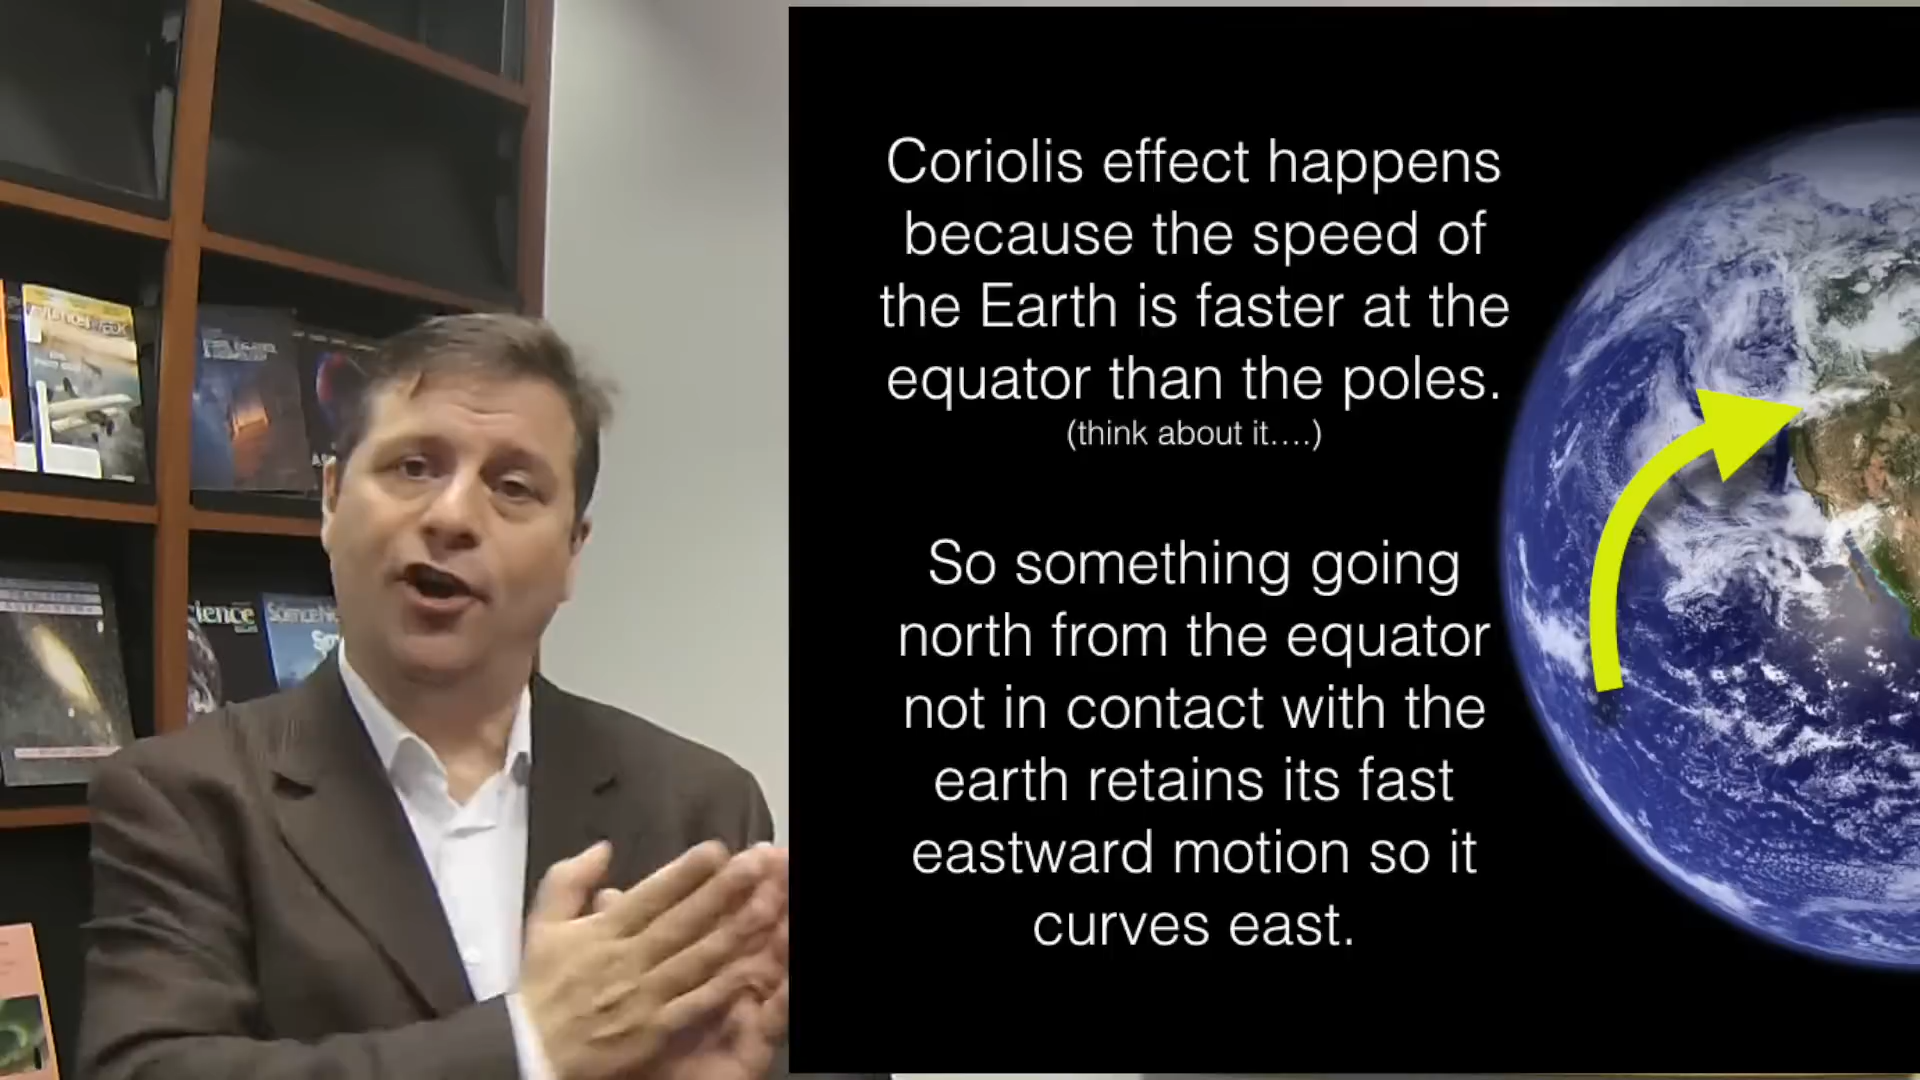 Coriolis effect happens
because the speed of
the Earth is faster at the
equator than the poles.
(think about it....)
So something going
north from the equator
not in contact with the
earth retains its fast
eastward motion so it
curves east.
ience
ScienceNe